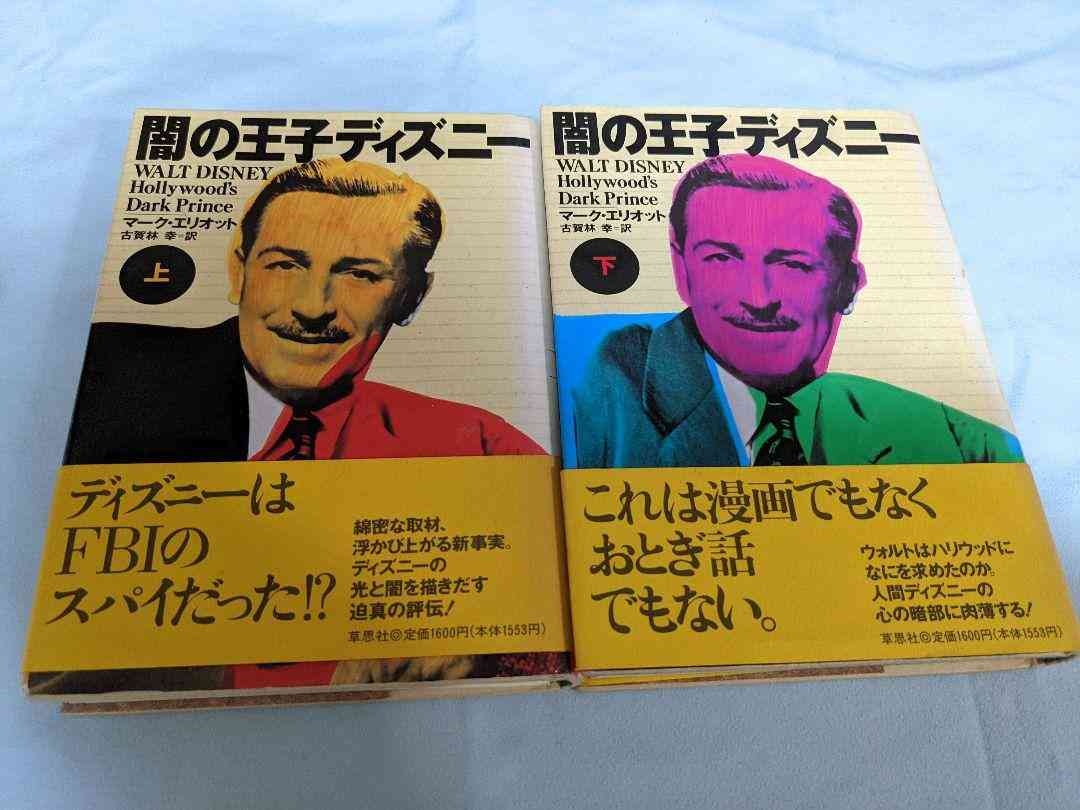 闇の王子ディズニー
WALT DISNEY
Hollywood's
Dark Prince
マーク・エリオット
古賀林 幸=訳
上
ディズニーは
FBIの
スパイだった!?
綿密な取材、
浮かび上がる新事実。
ディズニーの
光と闇を描きだす
迫真の評伝!
草思社◎定価1600円(本体1553円)
闇の王子ディズニー
WALT DISNEY
Hollywood's
Dark Prince
マーク・エリオット
古賀林 幸=訳
下
これは漫画でもなく
おとぎ話
でもない。
ウォルトはハリウッドに
なにを求めたのか。
人間ディズニーの
心の暗部に肉薄する!
草思社◎定価1600円(本体1553円)